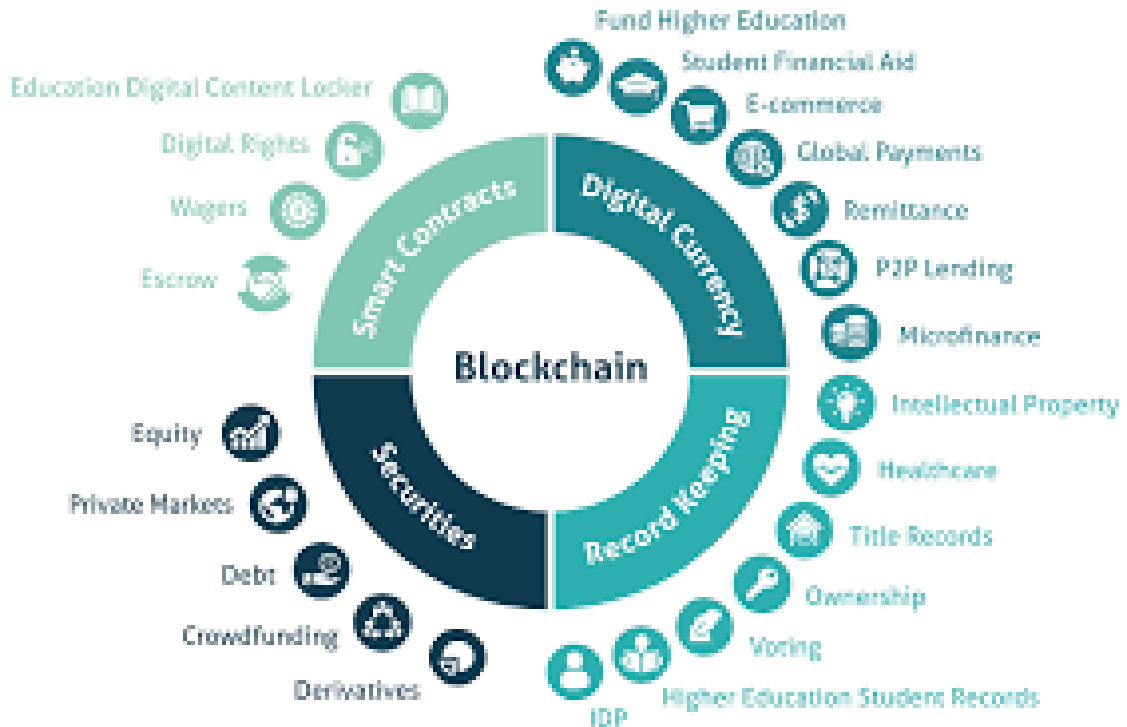 Fund Higher Education
Student Financial Aid
E-commerce
Global Payments
Remittance
P2P Lending
Microfinance
Intellectual Property
Healthcare
Title Records
Ownership
Voting
Higher Education Student Records
IDP
Education Digital Content Locker
Digital Rights
Wagers
Escrow
Equity
Private Markets
Debt
Crowdfunding
Derivatives
Smart Contracts
Digital Currency
Blockchain
Securities
Record Keeping